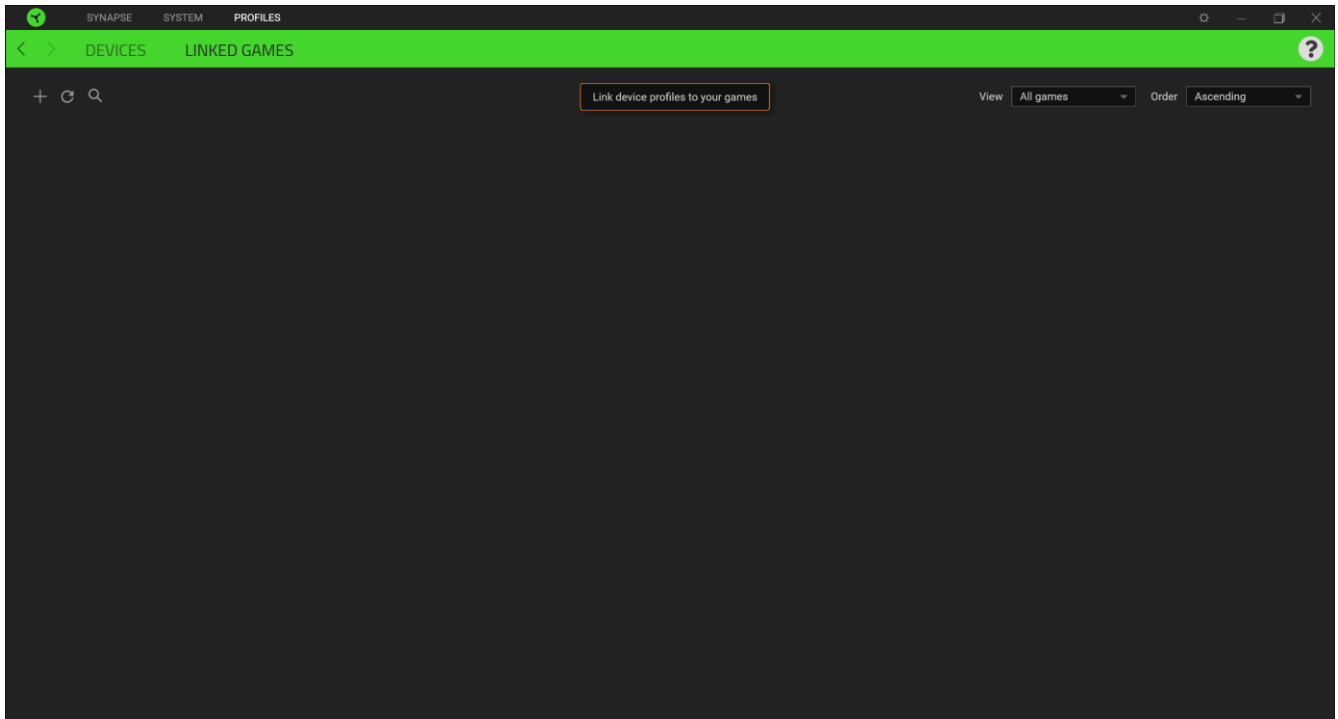 SYNAPSE SYSTEM PROFILES
DEVICES LINKED GAMES ?
Link device profiles to your games View All games Order Ascending